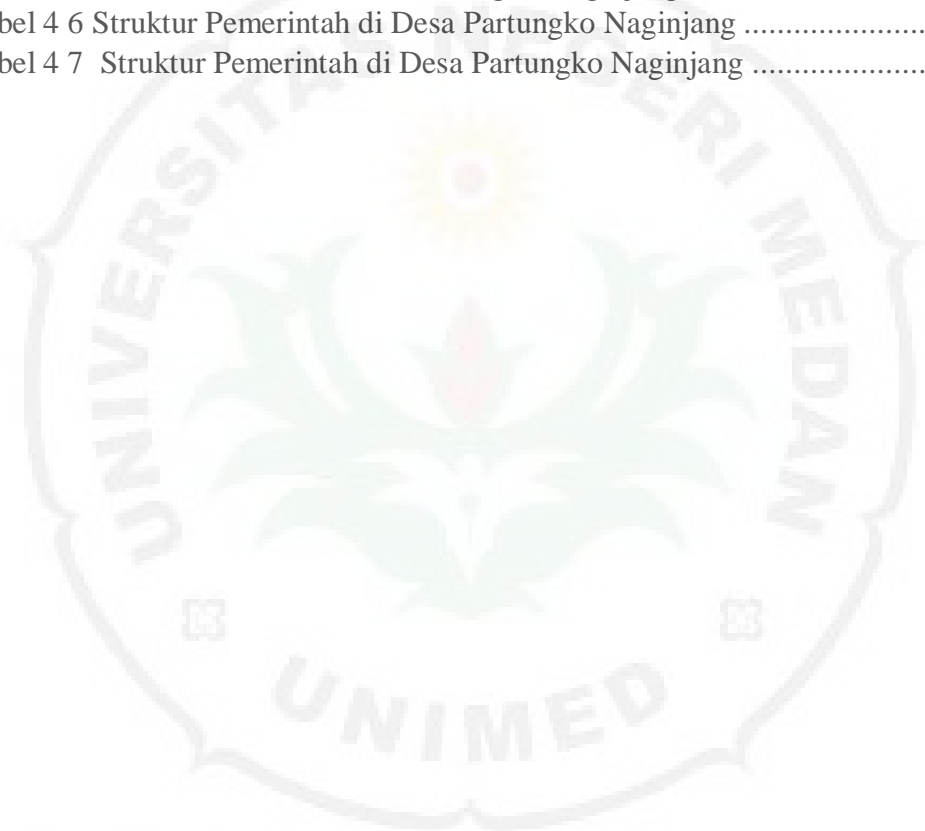 bel 4 6 Struktur Pemerintah di Desa Partungko Naginjang ......................
bel 4 7  Struktur Pemerintah di Desa Partungko Naginjang .....................
UNIVERSITAS NEGERI MEDAN
UNIMED